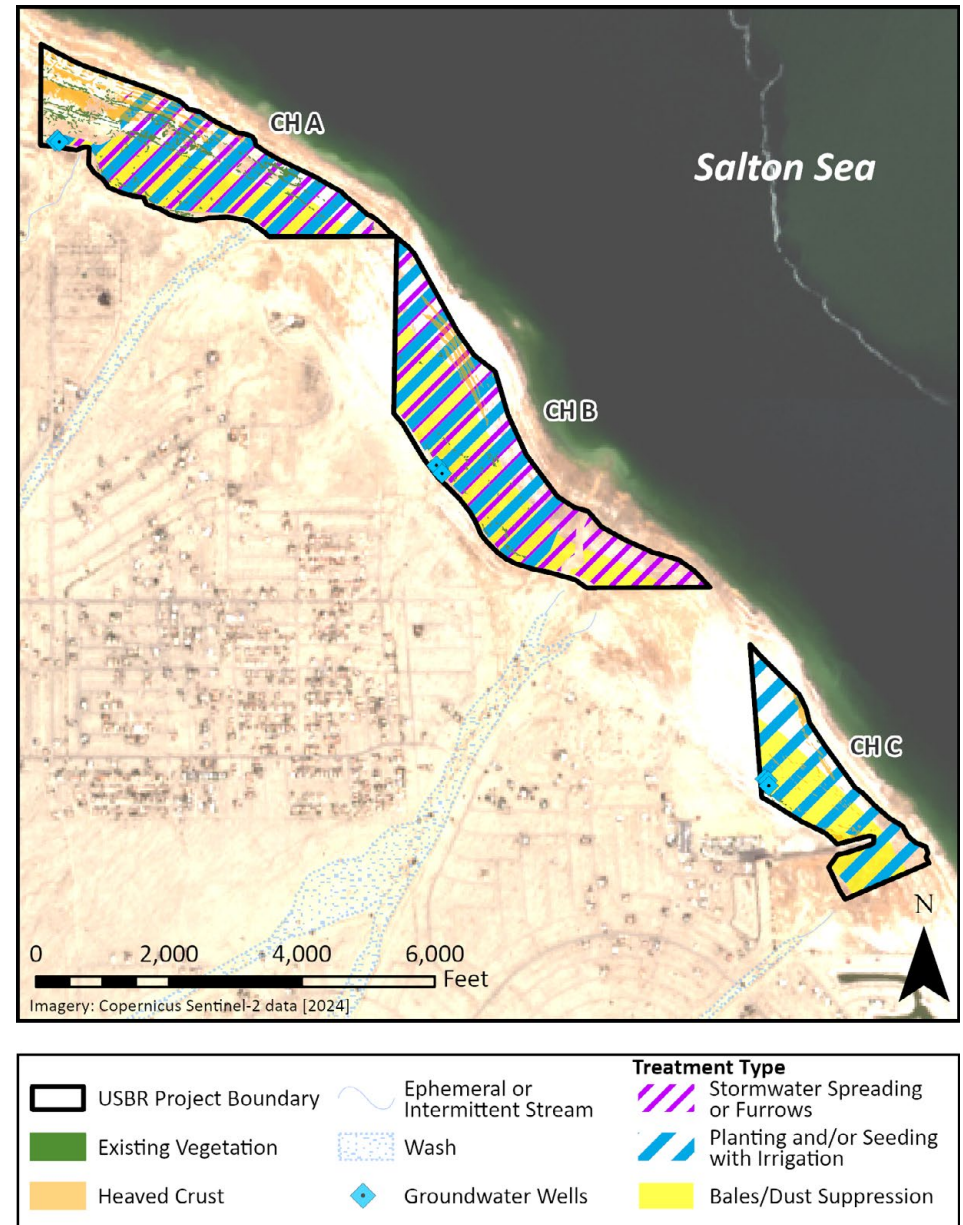 CH A
Salton Sea
CH B
CH C
N
0 2,000 4,000 6,000
Feet
Imagery: Copernicus Sentinel-2 data [2024]
USBR Project Boundary
Existing Vegetation
Heaved Crust
Ephemeral or
Intermittent Stream
Wash
Groundwater Wells
Treatment Type
Stormwater Spreading
or Furrows
Planting and/or Seeding
with Irrigation
Bales/Dust Suppression